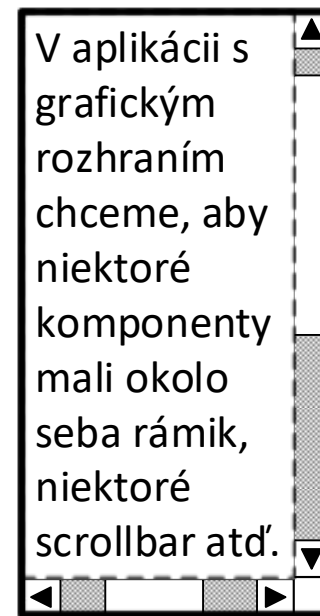 V aplikácii s
grafickým
rozhraním
chceme, aby
niektoré
komponenty
mali okolo
seba rámik,
niektoré
scrollbar atď.